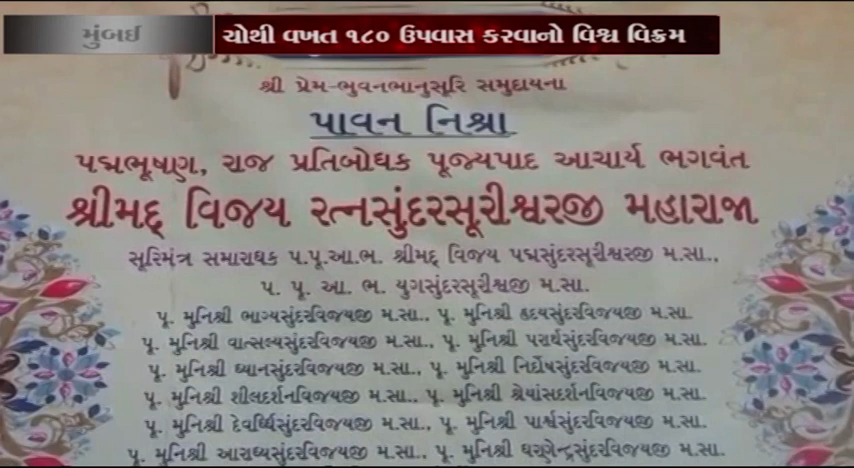 મુંબઈ
ચોથી વખત ૧૮૦ ઉપવાસ કરવાનો વિશ્વ વિક્રમ
શ્રી પ્રેમ-ભુવનભાનુસૂરિ સમુદાયના
પાવન નિશ્રા
પદ્મભૂષણ, રાજ પ્રતિબોધક પૂજ્યપાદ આચાર્ય ભગવંત
શ્રીમદ્ વિજય રત્નસુંદરસૂરીશ્વરજી મહારાજા
સૂરિમંત્ર સમારાધક પ.પૂ.આ.ભ. શ્રીમદ્ વિજય પદ્મસુંદરસૂરીશ્વરજી મ.સા.,
પ. પૂ. આ. ભ. યુગસુંદરસૂરીશ્વજી મ.સા.
પૂ. મુનિશ્રી ભાગ્યસુંદરવિજયજી મ.સા., પૂ. મુનિશ્રી હૃદયસુંદરવિજયજી મ.સા.
પૂ. મુનિશ્રી વાત્સલ્યસુંદરવિજયજી મ.સા., પૂ. મુનિશ્રી પરાર્થસુંદરવિજયજી મ.સા.
પૂ. મુનિશ્રી ધ્યાનસુંદરવિજયજી મ.સા., પૂ. મુનિશ્રી નિર્દોષસુંદરવિજયજી મ.સા.
પૂ. મુનિશ્રી શીલદર્શનવિજયજી મ.સા., પૂ. મુનિશ્રી શ્રેયાંસદર્શનવિજયજી મ.સા.
પૂ. મુનિશ્રી દેવર્ધ્ધિસુંદરવિજયજી મ.સા., પૂ. મુનિશ્રી પાર્શ્વસુંદરવિજયજી મ.સા.
પૂ. મુનિશ્રી આરાધ્યસુંદરવિજયજી મ.સા., પૂ. મુનિશ્રી ધરણેન્દ્રસુંદરવિજયજી મ.સા.